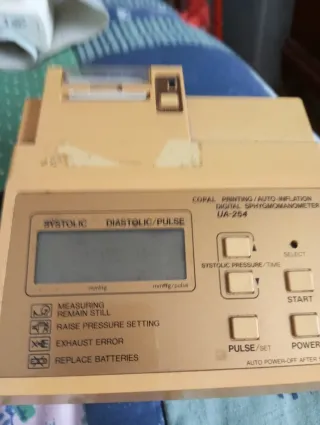 COPAL PRINTING/AUTO-INFLATION
DIGITAL SPHYGMOMANOMETER
UA-254
SYSTOLIC DIASTOLIC/PULSE
mmHg mmHg/pulse
SYSTOLIC PRESSURE/TIME
SELECT
START
MEASURING
REMAIN STILL
RAISE PRESSURE SETTING
EXHAUST ERROR
REPLACE BATTERIES
PULSE/SET
POWER
AUTO POWER-OFF AFTER